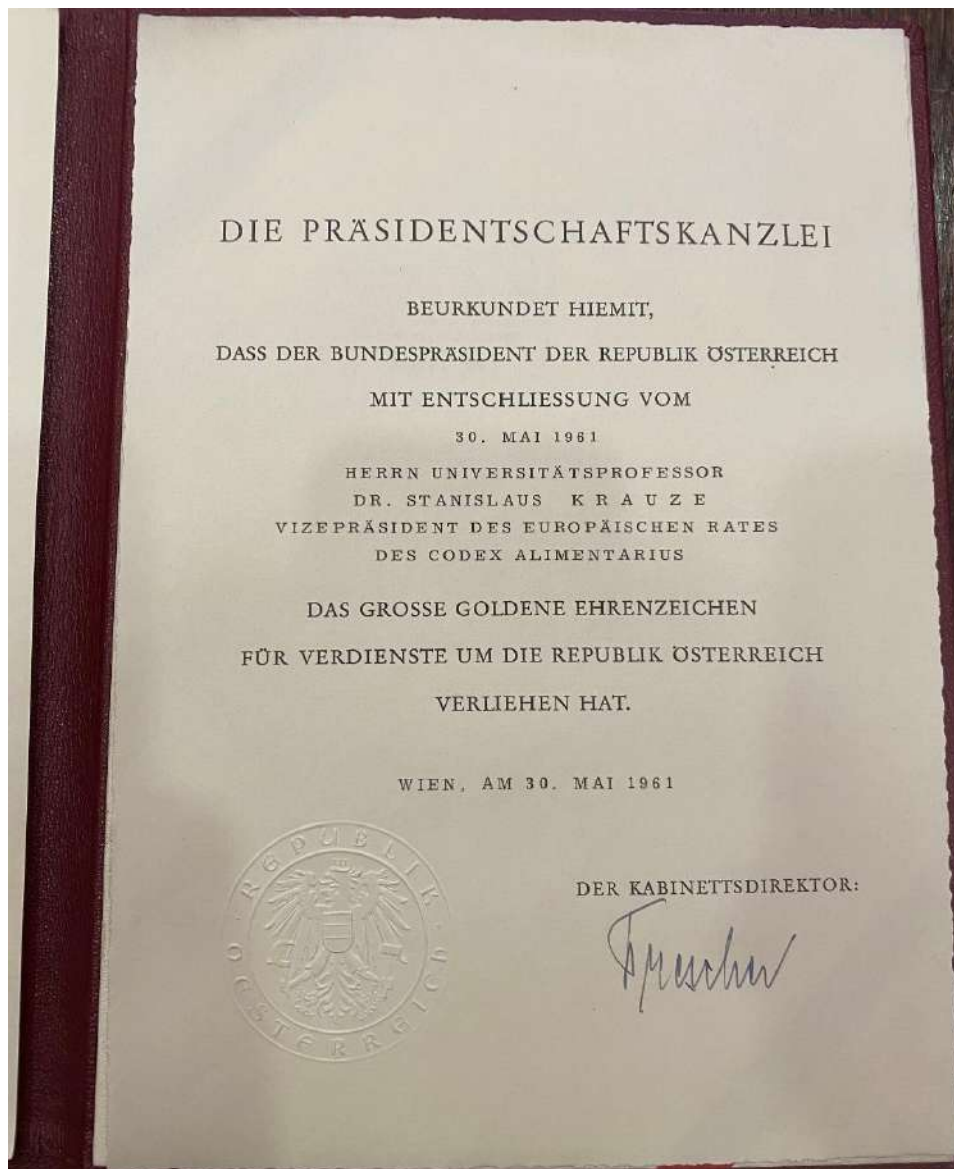 DIE PRÄSIDENTSCHAFTSKANZLEI
BEURKUNDET HIEMIT,
DASS DER BUNDESPRÄSIDENT DER REPUBLIK ÖSTERREICH
MIT ENTSCHLIESSUNG VOM
30. MAI 1961
HERRN UNIVERSITÄTSPROFESSOR
DR. STANISLAUS K R A U Z E
VIZEPRÄSIDENT DES EUROPÄISCHEN RATES
DES CODEX ALIMENTARIUS
DAS GROSSE GOLDENE EHRENZEICHEN
FÜR VERDIENSTE UM DIE REPUBLIK ÖSTERREICH
VERLIEHEN HAT.
WIEN, AM 30. MAI 1961
REPUBLIK OESTERREICH
DER KABINETTSDIREKTOR: